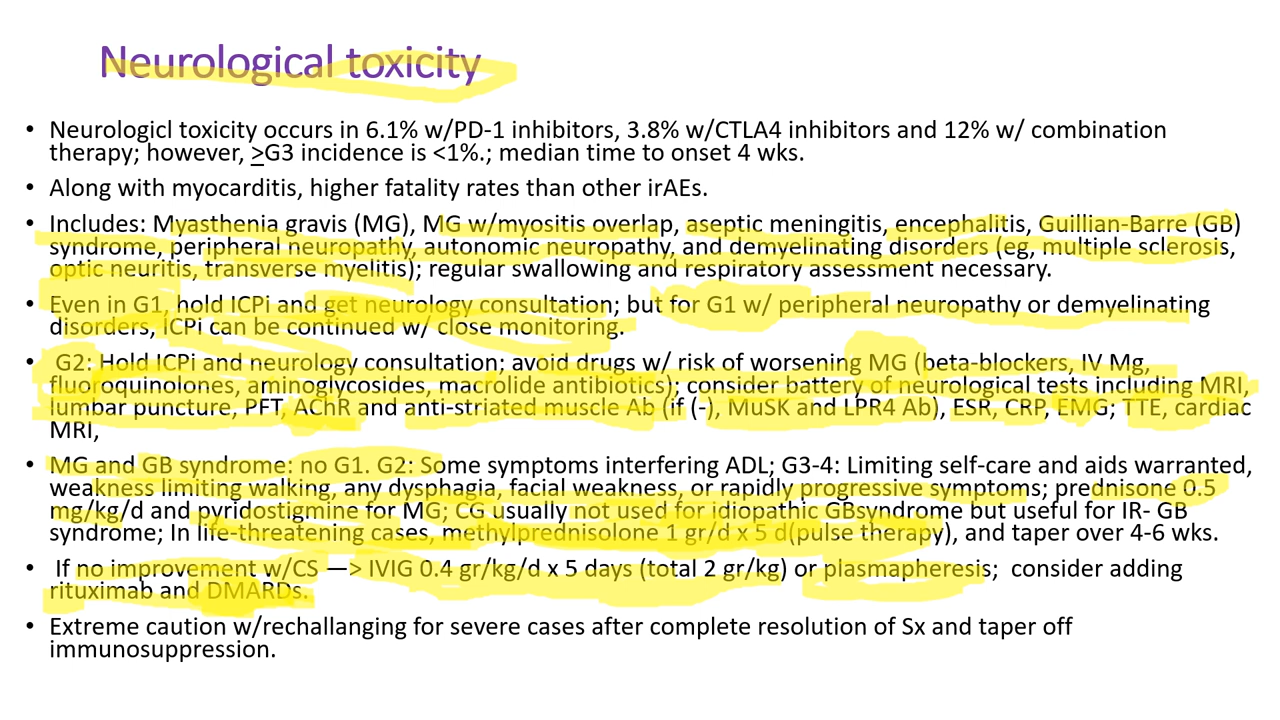 Neurological toxicity
• Neurologicl toxicity occurs in 6.1% w/PD-1 inhibitors, 3.8% w/CTLA4 inhibitors and 12% w/ combination
therapy; however, >G3 incidence is <1%.; median time to onset 4 wks.
• Along with myocarditis, higher fatality rates than other irAEs.
• Includes: Myasthenia gravis (MG), MG w/myositis overlap, aseptic meningitis, encephalitis, Guillian-Barre (GB)
syndrome, peripheral neuropathy, autonomic neuropathy, and demyelinating disorders (eg, multiple sclerosis,
optic neuritis, transverse myelitis); regular swallowing and respiratory assessment necessary.
• Even in G1, hold ICPi and get neurology consultation; but for G1 w/ peripheral neuropathy or demyelinating
disorders, ICPi can be continued w/ close monitoring.
• G2: Hold ICPi and neurology consultation; avoid drugs w/ risk of worsening MG (beta-blockers, IV Mg,
fluoroquinolones, aminoglycosides, macrolide antibiotics); consider battery of neurological tests including MRI,
lumbar puncture, PFT, AChR and anti-striated muscle Ab (if (-), MuSK and LPR4 Ab), ESR, CRP, EMG; TTE, cardiac
MRI,
• MG and GB syndrome: no G1. G2: Some symptoms interfering ADL; G3-4: Limiting self-care and aids warranted,
weakness limiting walking, any dysphagia, facial weakness, or rapidly progressive symptoms; prednisone 0.5
mg/kg/d and pyridostigmine for MG; CG usually not used for idiopathic GBsyndrome but useful for IR- GB
syndrome; In life-threatening cases, methylprednisolone 1 gr/d x 5 d(pulse therapy), and taper over 4-6 wks.
• If no improvement w/CS —> IVIG 0.4 gr/kg/d x 5 days (total 2 gr/kg) or plasmapheresis; consider adding
rituximab and DMARDs.
• Extreme caution w/rechallanging for severe cases after complete resolution of Sx and taper off
immunosuppression.